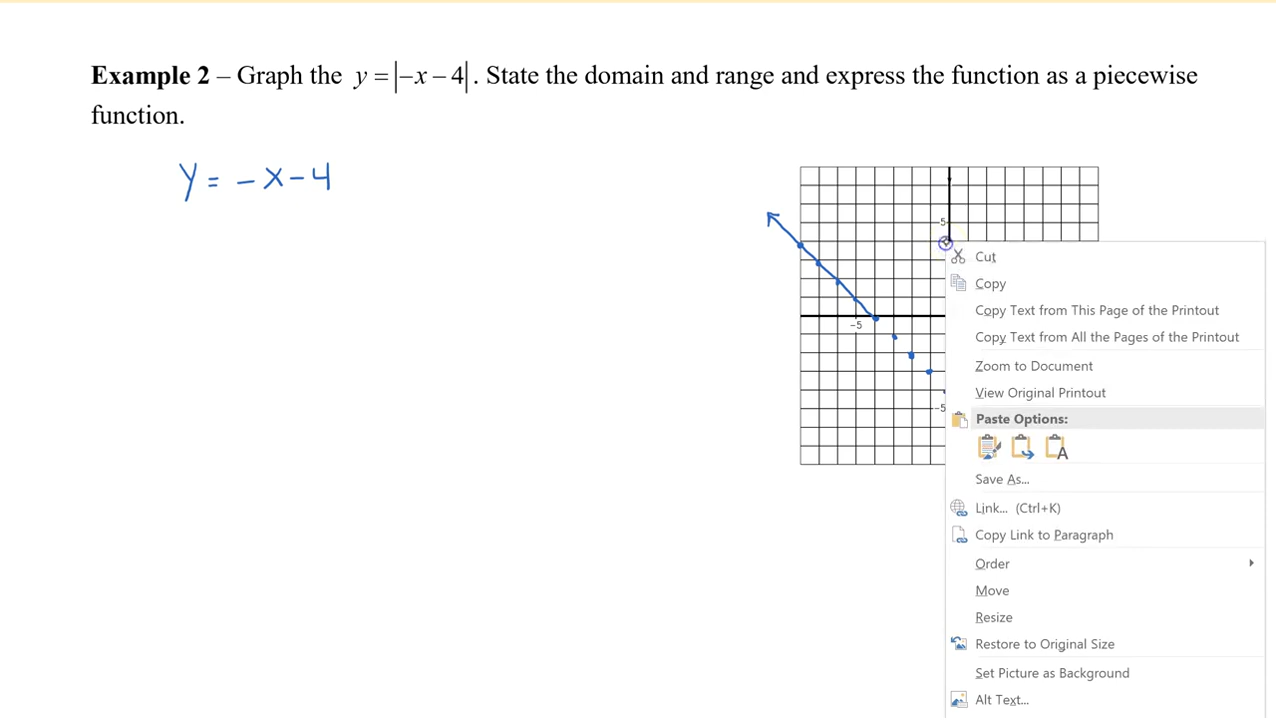 Example 2 – Graph the y = |–x – 4|. State the domain and range and express the function as a piecewise
function.
y = -x-4
5
-5
-5
Cut
Copy
Copy Text from This Page of the Printout
Copy Text from All the Pages of the Printout
Zoom to Document
View Original Printout
Paste Options:
Save As...
Link... (Ctrl+K)
Copy Link to Paragraph
Order
Move
Resize
Restore to Original Size
Set Picture as Background
Alt Text...